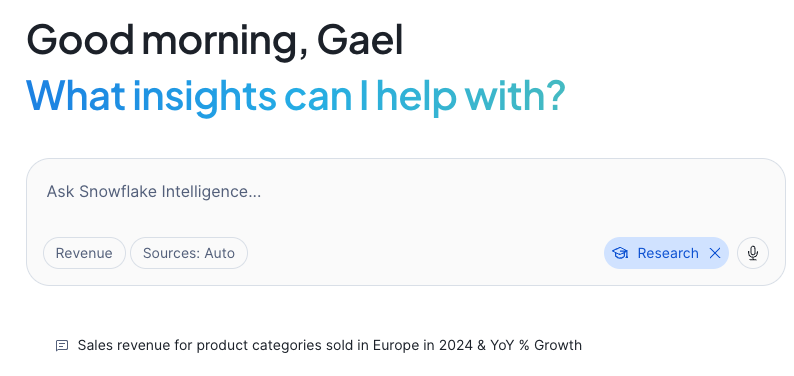 Good morning, Gael
What insights can I help with?
Ask Snowflake Intelligence...
Revenue
Sources: Auto
Research
Sales revenue for product categories sold in Europe in 2024 & YoY % Growth